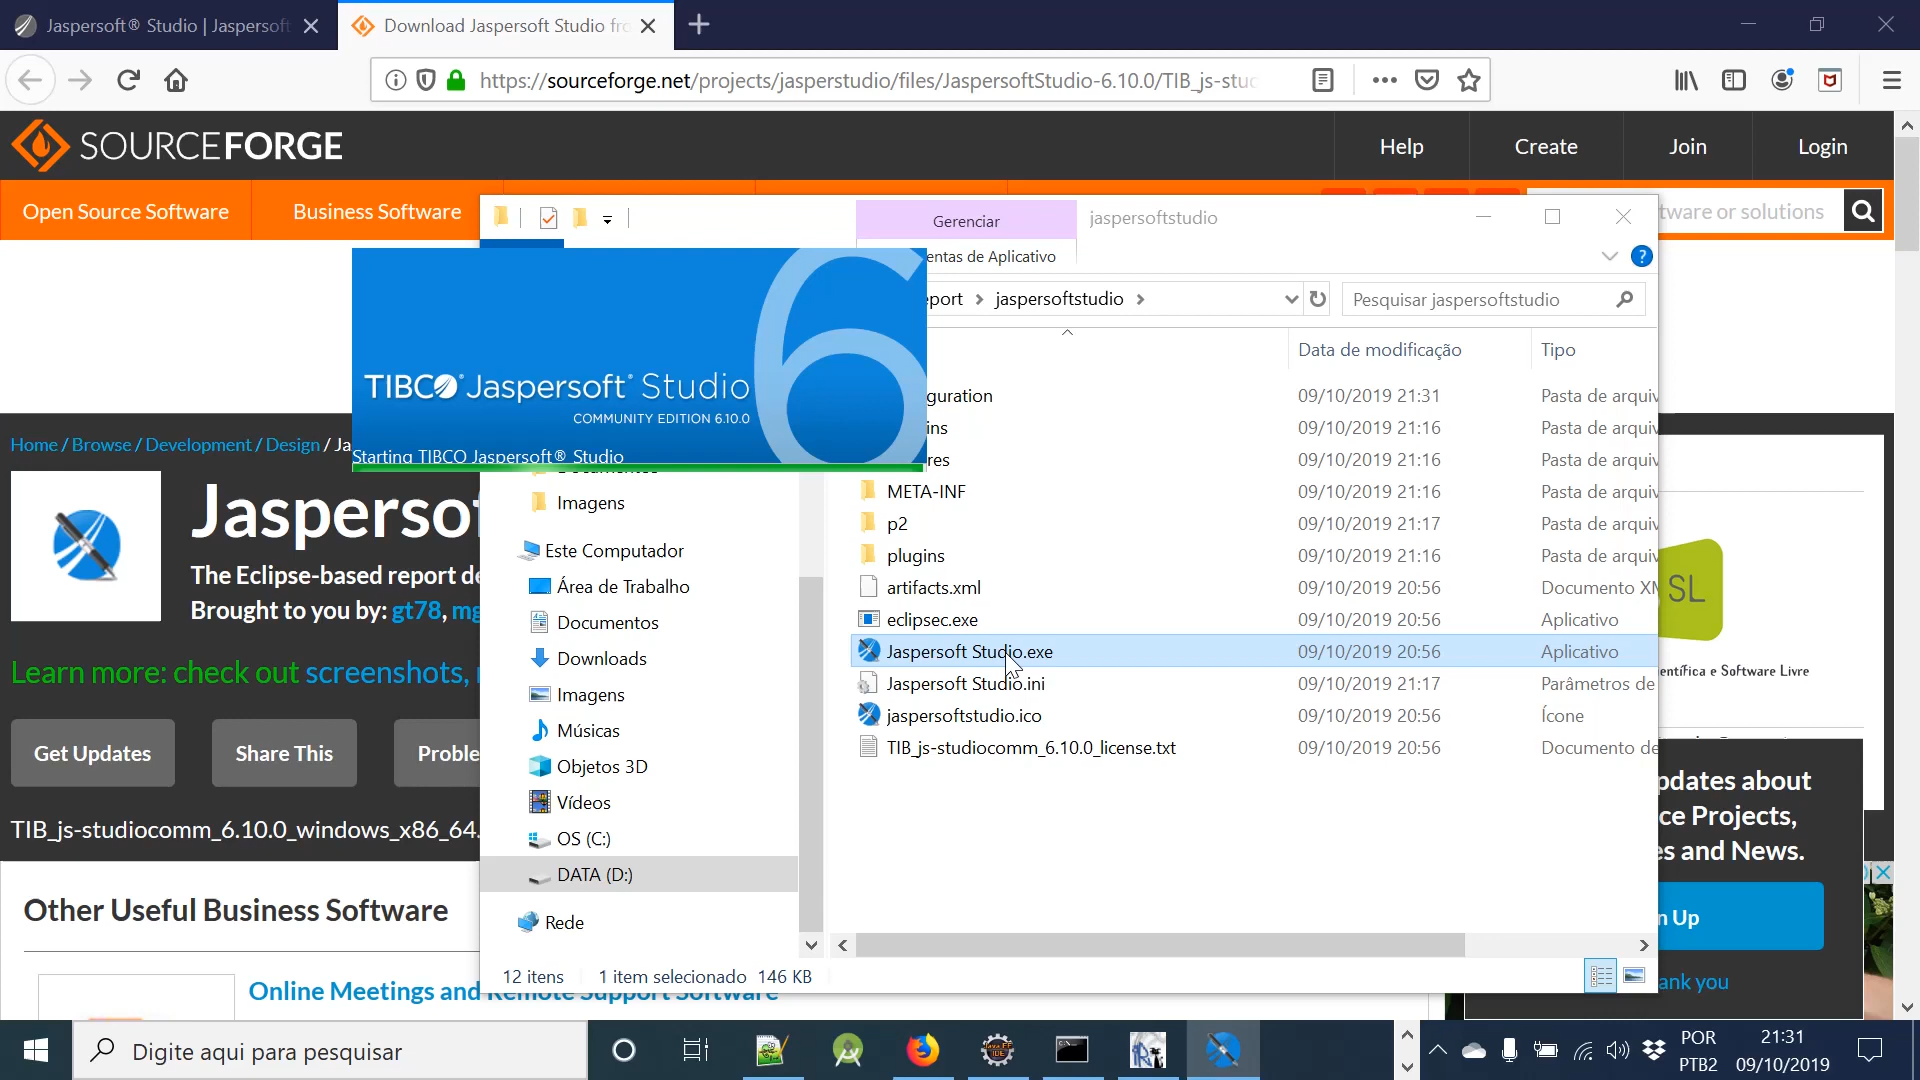 Jaspersoft® Studio | Jaspersoft
Download Jaspersoft Studio fro
https://sourceforge.net/projects/jasperstudio/files/JaspersoftStudio-6.10.0/TIB_js-stud
SOURCEFORGE
Help
Create
Join
Login
Open Source Software
Business Software
tware or solutions
Gerenciar
jaspersoftstudio
entas de Aplicativo
port > jaspersoftstudio >
Pesquisar jaspersoftstudio
Data de modificação
Tipo
6
TIBCO® Jaspersoft® Studio
COMMUNITY EDITION 6.10.0
Starting TIBCO Jaspersoft® Studio
guration 09/10/2019 21:31 Pasta de arquiv
ins 09/10/2019 21:16 Pasta de arquiv
res 09/10/2019 21:16 Pasta de arquiv
META-INF 09/10/2019 21:16 Pasta de arquiv
p2 09/10/2019 21:17 Pasta de arquiv
plugins 09/10/2019 21:16 Pasta de arquiv
artifacts.xml 09/10/2019 20:56 Documento XM
eclipsec.exe 09/10/2019 20:56 Aplicativo
Jaspersoft Studio.exe 09/10/2019 20:56 Aplicativo
Jaspersoft Studio.ini 09/10/2019 21:17 Parâmetros de
jaspersoftstudio.ico 09/10/2019 20:56 Ícone
TIB_js-studiocomm_6.10.0_license.txt 09/10/2019 20:56 Documento de
Imagens
Este Computador
Área de Trabalho
Documentos
Downloads
Imagens
Músicas
Objetos 3D
Vídeos
OS (C:)
DATA (D:)
Rede
12 itens
1 item selecionado 146 KB
Home / Browse / Development / Design / Ja
Jaspersof
The Eclipse-based report de
Brought to you by: gt78, mg
Learn more: check out screenshots,
Get Updates
Share This
Proble
TIB_js-studiocomm_6.10.0_windows_x86_64.
Other Useful Business Software
Online Meetings and Remote Support Software
SL
entífica e Software Livre
pdates about
ce Projects,
es and News.
n Up
ank you
Digite aqui para pesquisar
Java EE
IDE
POR
PTB2
21:31
09/10/2019